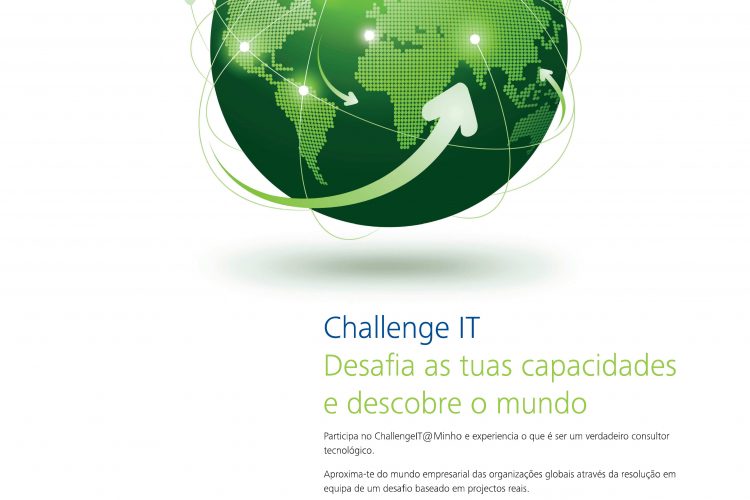 Challenge IT
Desafia as tuas capacidades
e descobre o mundo
Participa no ChallengeIT@Minho e experiencia o que é ser um verdadeiro consultor
tecnológico.
Aproxima-te do mundo empresarial das organizações globais através da resolução em
equipa de um desafio baseado em projectos reais.